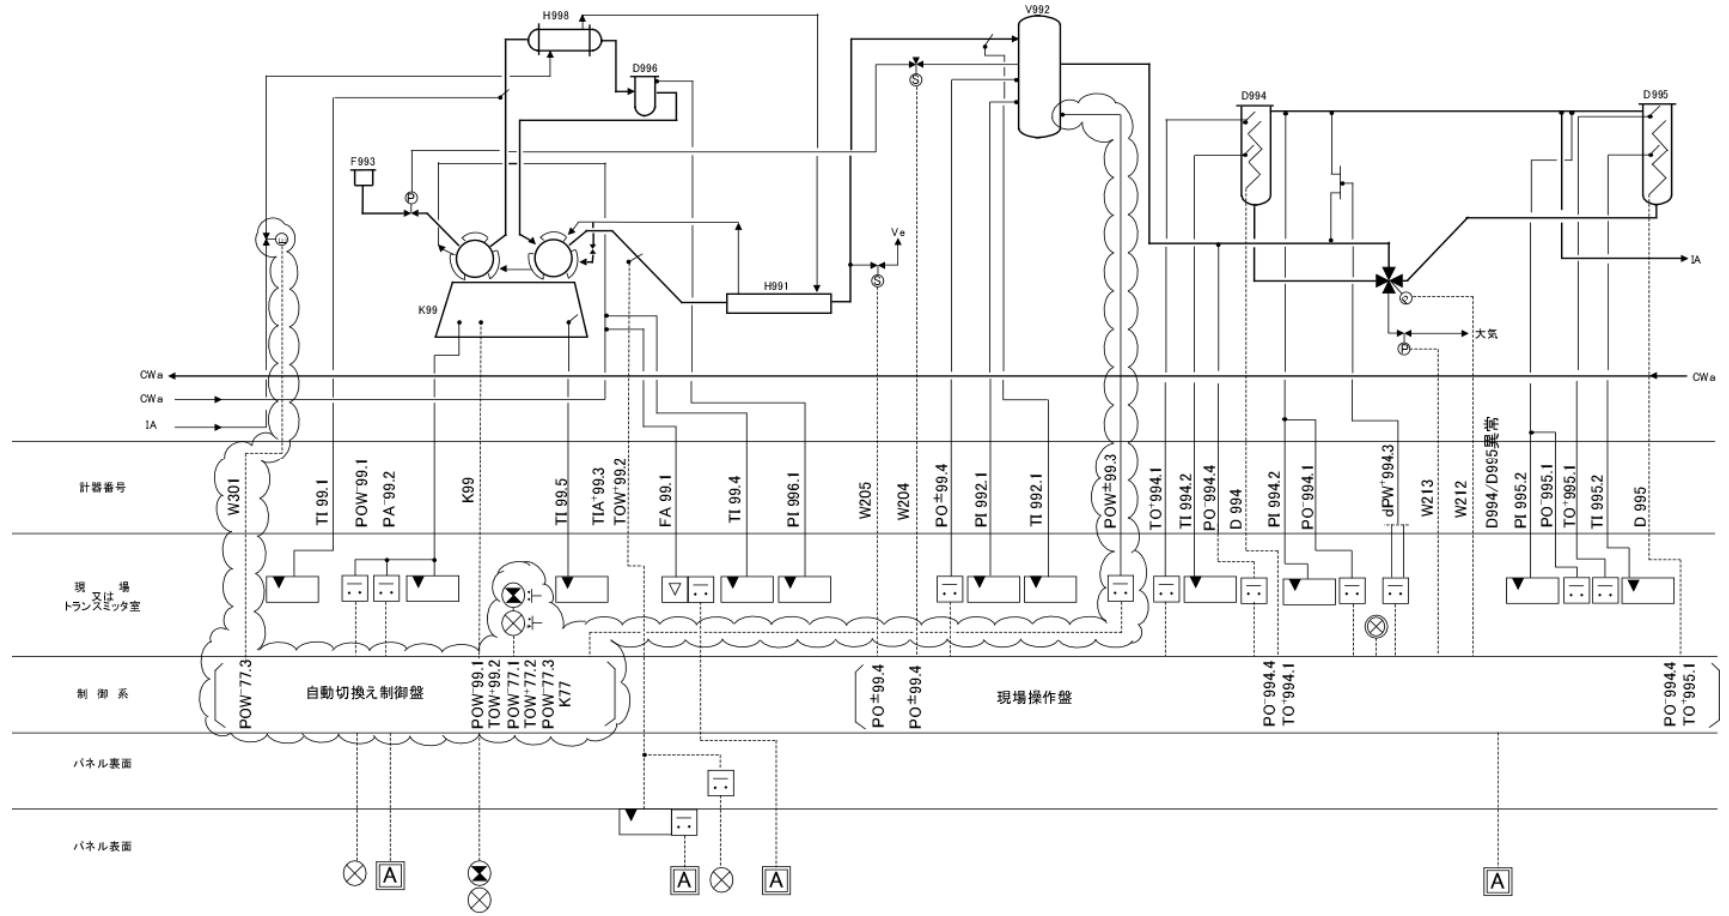 H998
V992
D996
D994
D995
F993
P
S
Ve
S
H991
K99
IA
P
大気
P
CWa
CWa
CWa
IA
計器番号
W301
TI 99.1
POW⁻99.1
PA⁻99.2
K99
TI 99.5
TIA⁺99.3
TOW⁺99.2
FA⁻99.1
TI 99.4
PI 996.1
W205
W204
PO±99.4
PI 992.1
TI 992.1
POW±99.3
TO⁺994.1
TI 994.2
PO⁻994.4
D 994
PI 994.2
PO⁻994.1
dPW⁺994.3
W213
W212
D994/D995異常
PI 995.2
PO⁻995.1
TO⁺995.1
TI 995.2
D 995
現 場
又は
トランスミッタ室
制 御 系
POW⁻77.3
自動切換え制御盤
POW⁻99.1
TOW⁺99.2
POW⁻77.1
TOW⁺77.2
POW⁻77.3
K77
PO±99.4
PO±99.4
現場操作盤
PO⁻994.4
TO⁺994.1
PO⁻994.4
TO⁺995.1
パネル裏面
パネル表面
A
A
A
A